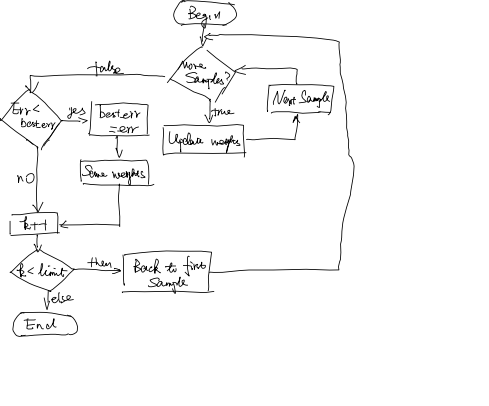 Begin
More
Samples?
false
true
Next Sample
Update weights
Err <
besterr
yes
besterr
= err
Save weights
no
k++
k < limit
then
Back to first
Sample
else
End